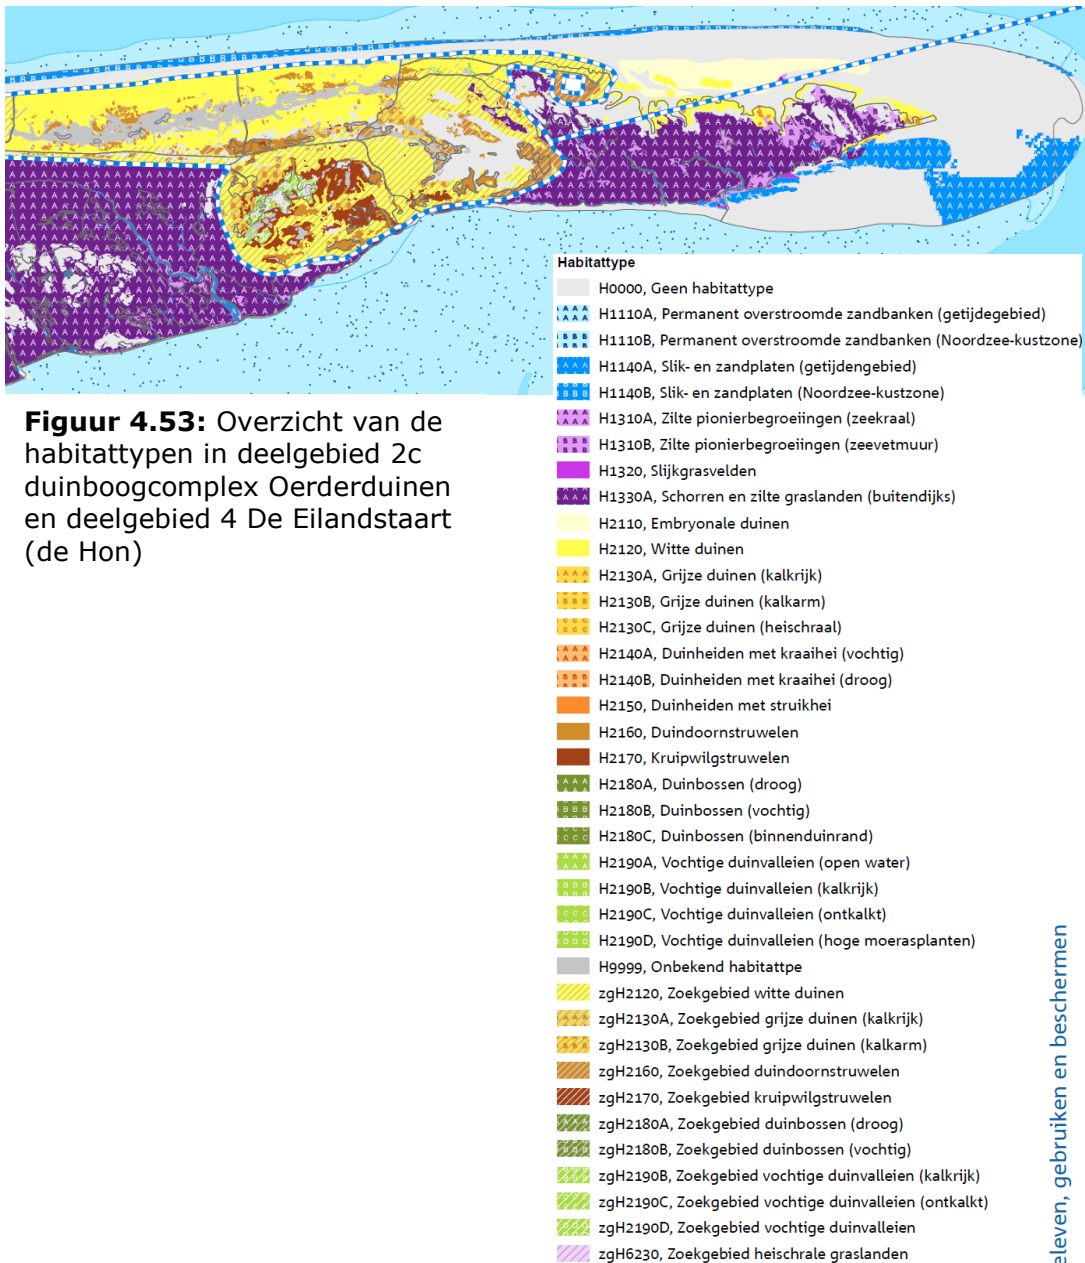 Habitattype
H0000, Geen habitattype
H1110A, Permanent overstroomde zandbanken (getijdegebied)
H1110B, Permanent overstroomde zandbanken (Noordzee-kustzone)
H1140A, Slik- en zandplaten (getijdengebied)
H1140B, Slik- en zandplaten (Noordzee-kustzone)
H1310A, Zilte pionierbegroeiingen (zeekraal)
H1310B, Zilte pionierbegroeiingen (zeevetmuur)
H1320, Slijkgrasvelden
H1330A, Schorren en zilte graslanden (buitendijks)
H2110, Embryonale duinen
H2120, Witte duinen
H2130A, Grijze duinen (kalkrijk)
H2130B, Grijze duinen (kalkarm)
H2130C, Grijze duinen (heischraal)
H2140A, Duinheiden met kraaihei (vochtig)
H2140B, Duinheiden met kraaihei (droog)
H2150, Duinheiden met struikhei
H2160, Duindoornstruwelen
H2170, Kruipwilgstruwelen
H2180A, Duinbossen (droog)
H2180B, Duinbossen (vochtig)
H2180C, Duinbossen (binnenduinrand)
H2190A, Vochtige duinvalleien (open water)
H2190B, Vochtige duinvalleien (kalkrijk)
H2190C, Vochtige duinvalleien (ontkalkt)
H2190D, Vochtige duinvalleien (hoge moerasplanten)
H9999, Onbekend habitattpe
zgH2120, Zoekgebied witte duinen
zgH2130A, Zoekgebied grijze duinen (kalkrijk)
zgH2130B, Zoekgebied grijze duinen (kalkarm)
zgH2160, Zoekgebied duindoornstruwelen
zgH2170, Zoekgebied kruipwilgstruwelen
zgH2180A, Zoekgebied duinbossen (droog)
zgH2180B, Zoekgebied duinbossen (vochtig)
zgH2190B, Zoekgebied vochtige duinvalleien (kalkrijk)
zgH2190C, Zoekgebied vochtige duinvalleien (ontkalkt)
zgH2190D, Zoekgebied vochtige duinvalleien
zgH6230, Zoekgebied heischrale graslanden
Figuur 4.53: Overzicht van de
habitattypen in deelgebied 2c
duinboogcomplex Oerderduinen
en deelgebied 4 De Eilandstaart
(de Hon)
eleven, gebruiken en beschermen